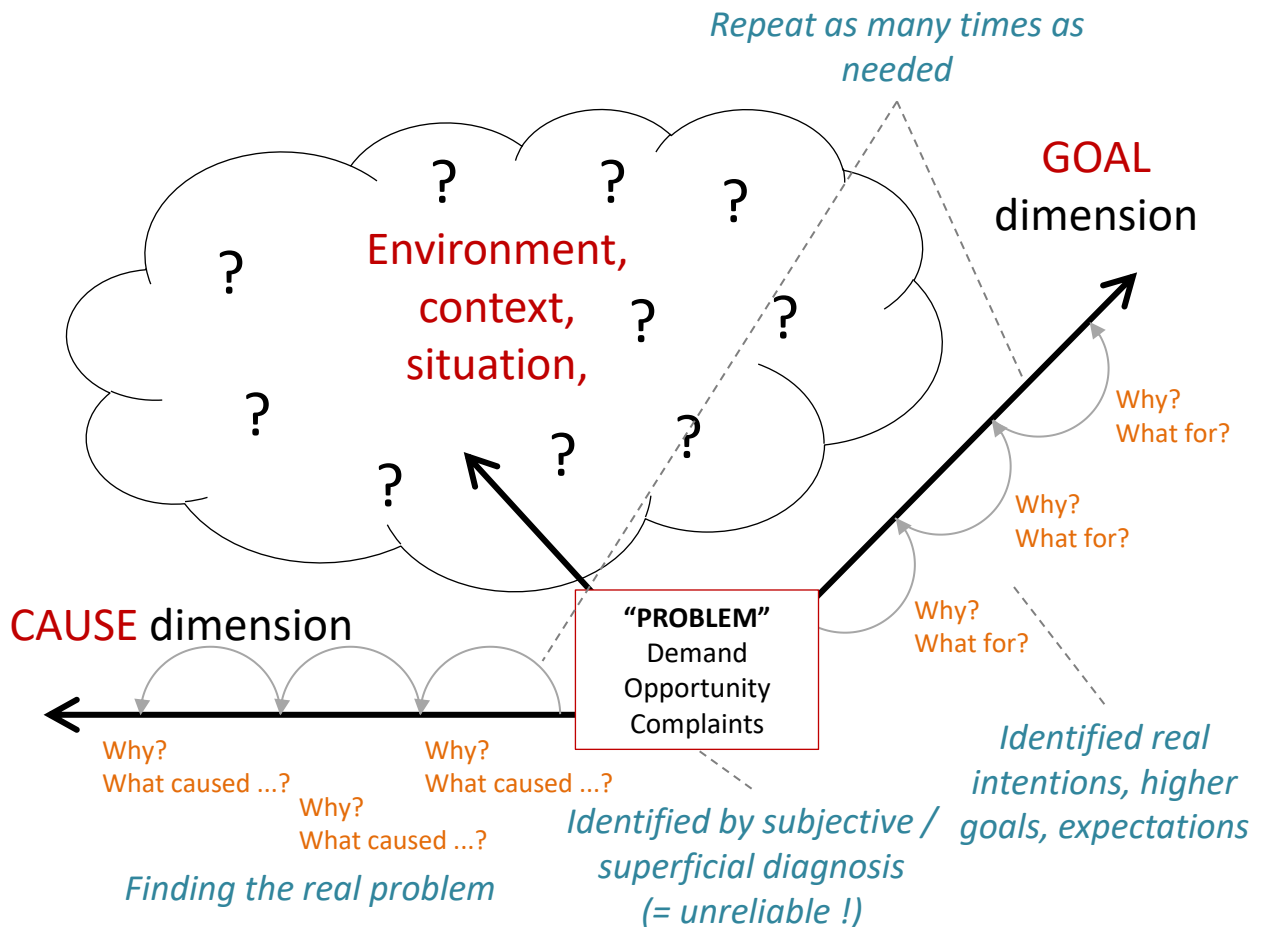 Repeat as many times as
needed
GOAL
dimension
?
?
?
?
Environment,
context,
situation,
?
?
?
?
?
?
Why?
What for?
Why?
What for?
Why?
What for?
CAUSE dimension
“PROBLEM”
Demand
Opportunity
Complaints
Why?
What caused ...?
Why?
What caused ...?
Why?
What caused ...?
Finding the real problem
Identified by subjective /
superficial diagnosis
(= unreliable !)
Identified real
intentions, higher
goals, expectations